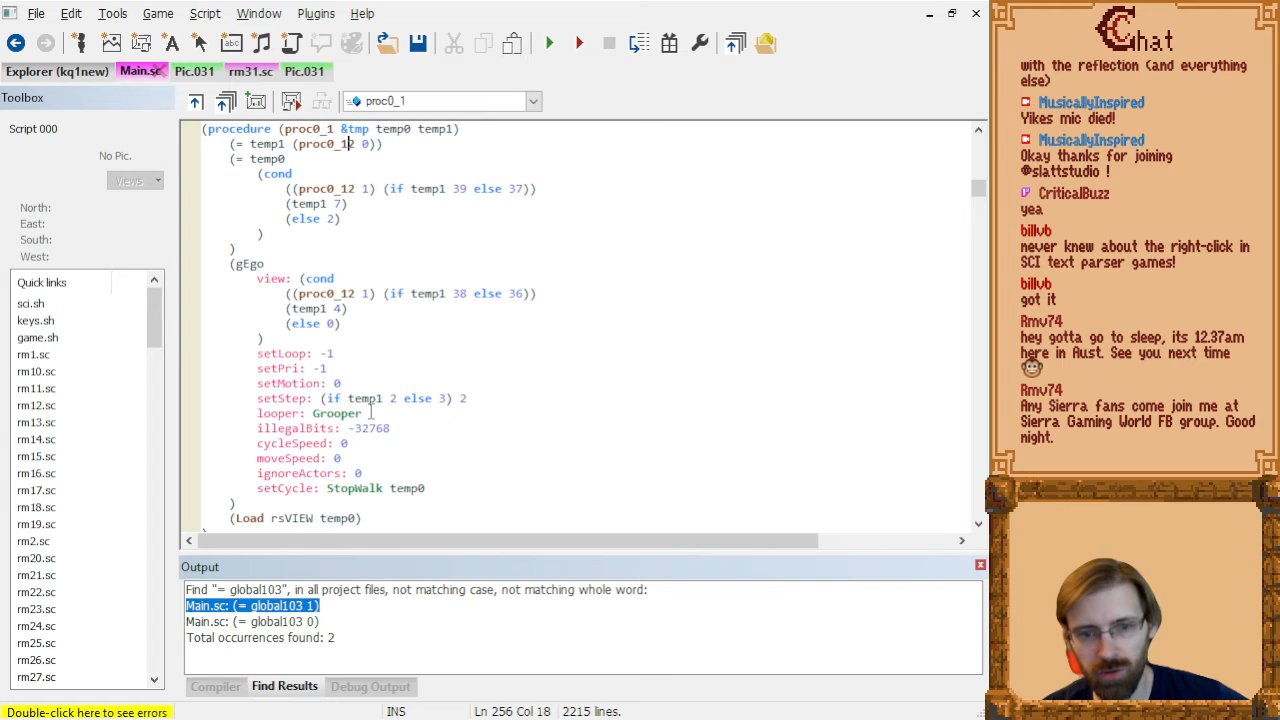 File Edit Tools Game Script Window Plugins Help
Explorer (kq1new) Main.sc Pic.031 rm31.sc Pic.031
Toolbox
proc0_1
Script 000
No Pic.
Views
North:
East:
South:
West:
Quick links
sci.sh
keys.sh
game.sh
rm1.sc
rm10.sc
rm11.sc
rm12.sc
rm13.sc
rm14.sc
rm15.sc
rm16.sc
rm17.sc
rm18.sc
rm19.sc
rm2.sc
rm20.sc
rm21.sc
rm22.sc
rm23.sc
rm24.sc
rm25.sc
rm26.sc
rm27.sc
(procedure (proc0_1 &tmp temp0 temp1)
(= temp1 (proc0_12 0))
(= temp0
(cond
((proc0_12 1) (if temp1 39 else 37))
(temp1 7)
(else 2)
)
)
(gEgo
view: (cond
((proc0_12 1) (if temp1 38 else 36))
(temp1 4)
(else 0)
)
setLoop: -1
setPri: -1
setMotion: 0
setStep: (if temp1 2 else 3) 2
looper: Grooper
illegalBits: -32768
cycleSpeed: 0
moveSpeed: 0
ignoreActors: 0
setCycle: StopWalk temp0
)
(Load rsVIEW temp0)
Output
Find "= global103", in all project files, not matching case, not matching whole word:
Main.sc: (= global103 1)
Main.sc: (= global103 0)
Total occurrences found: 2
Compiler Find Results Debug Output
Double-click here to see errors
INS Ln 256 Col 18 2215 lines.
Chat
with the reflection (and everything
else)
MusicallyInspired
Yikes mic died!
MusicallyInspired
Okay thanks for joining
@slattstudio !
CriticalBuzz
yea
billvb
never knew about the right-click in
SCI text parser games!
billvb
got it
Rmv74
hey gotta go to sleep, its 12.37am
here in Aust. See you next time
Rmv74
Any Sierra fans come join me at
Sierra Gaming World FB group. Good
night.